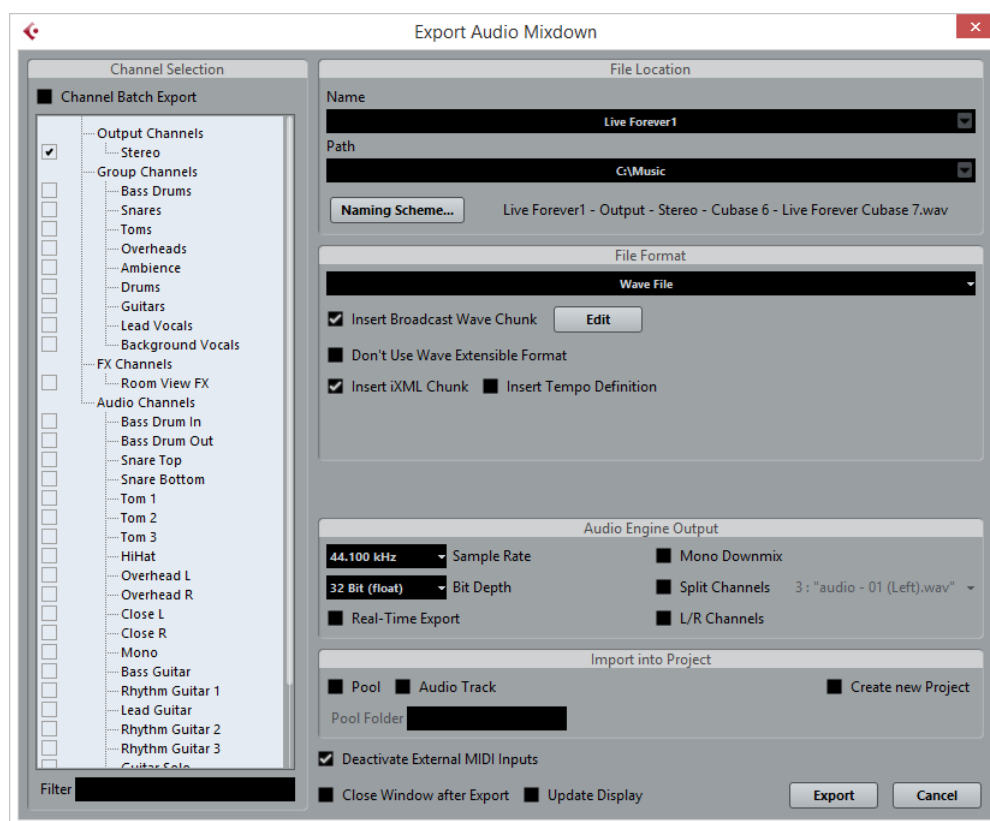 Export Audio Mixdown
Channel Selection
Channel Batch Export
Output Channels
Stereo
Group Channels
Bass Drums
Snares
Toms
Overheads
Ambience
Drums
Guitars
Lead Vocals
Background Vocals
FX Channels
Room View FX
Audio Channels
Bass Drum In
Bass Drum Out
Snare Top
Snare Bottom
Tom 1
Tom 2
Tom 3
HiHat
Overhead L
Overhead R
Close L
Close R
Mono
Bass Guitar
Rhythm Guitar 1
Lead Guitar
Rhythm Guitar 2
Rhythm Guitar 3
Guitar Solo
Filter
File Location
Name
Live Forever1
Path
C:\Music
Naming Scheme... Live Forever1 - Output - Stereo - Cubase 6 - Live Forever Cubase 7.wav
File Format
Wave File
Insert Broadcast Wave Chunk Edit
Don't Use Wave Extensible Format
Insert iXML Chunk Insert Tempo Definition
Audio Engine Output
44.100 kHz Sample Rate Mono Downmix
32 Bit (float) Bit Depth Split Channels 3 : "audio - 01 (Left).wav"
Real-Time Export L/R Channels
Import into Project
Pool Audio Track Create new Project
Pool Folder
Deactivate External MIDI Inputs
Close Window after Export Update Display Export Cancel